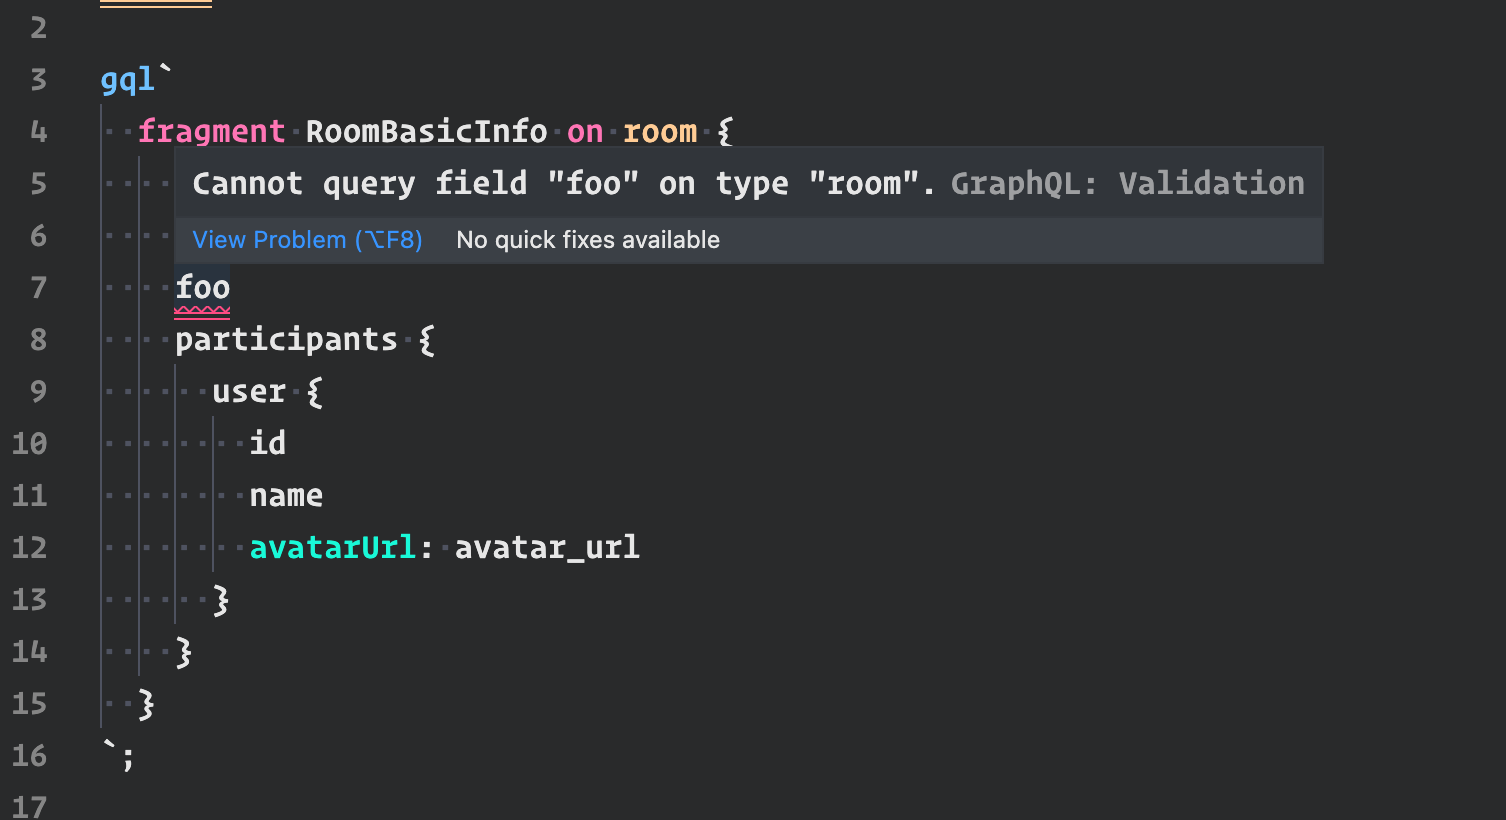 2
3 gql`
4 fragment RoomBasicInfo on room {
5 Cannot query field "foo" on type "room". GraphQL: Validation
6 View Problem (⌥F8) No quick fixes available
7 foo
8 participants {
9 user {
10 id
11 name
12 avatarUrl: avatar_url
13 }
14 }
15 }
16 `;
17